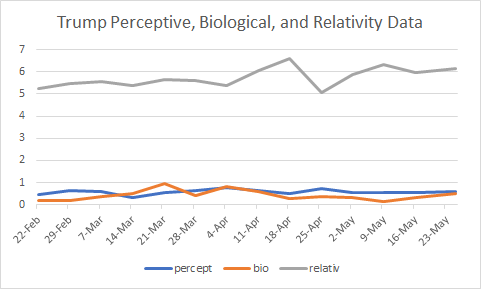 Trump Perceptive, Biological, and Relativity Data
7
6
5
4
3
2
1
0
22-Feb 29-Feb 7-Mar 14-Mar 21-Mar 28-Mar 4-Apr 11-Apr 18-Apr 25-Apr 2-May 9-May 16-May 23-May
percept bio relativ